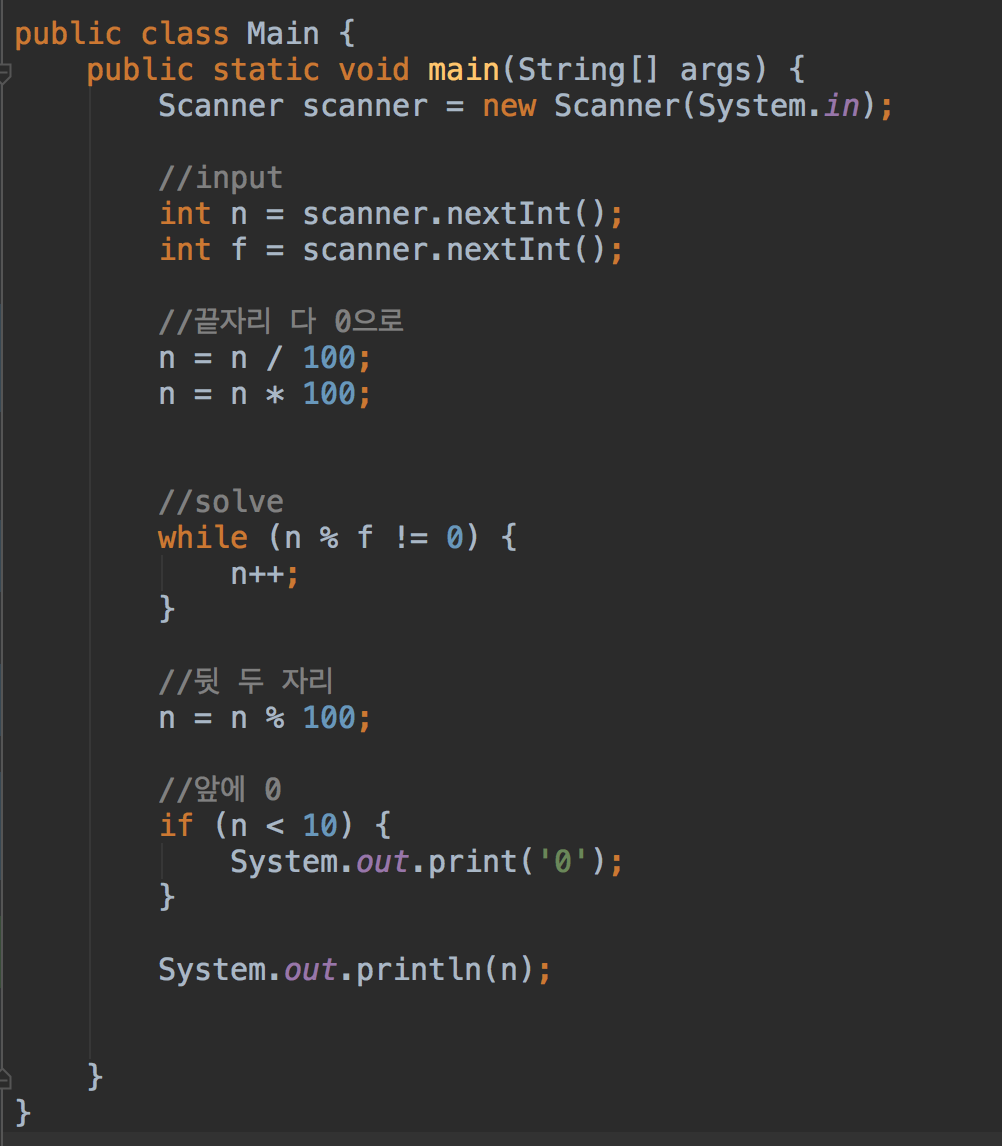 public class Main {
    public static void main(String[] args) {
        Scanner scanner = new Scanner(System.in);

        //input
        int n = scanner.nextInt();
        int f = scanner.nextInt();

        //끝자리 다 0으로
        n = n / 100;
        n = n * 100;


        //solve
        while (n % f != 0) {
            n++;
        }

        //뒷 두 자리
        n = n % 100;

        //앞에 0
        if (n < 10) {
            System.out.print('0');
        }

        System.out.println(n);


    }
}